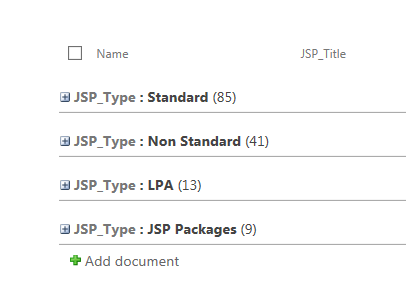 Name JSP_Title
JSP_Type : Standard (85)
JSP_Type : Non Standard (41)
JSP_Type : LPA (13)
JSP_Type : JSP Packages (9)
Add document